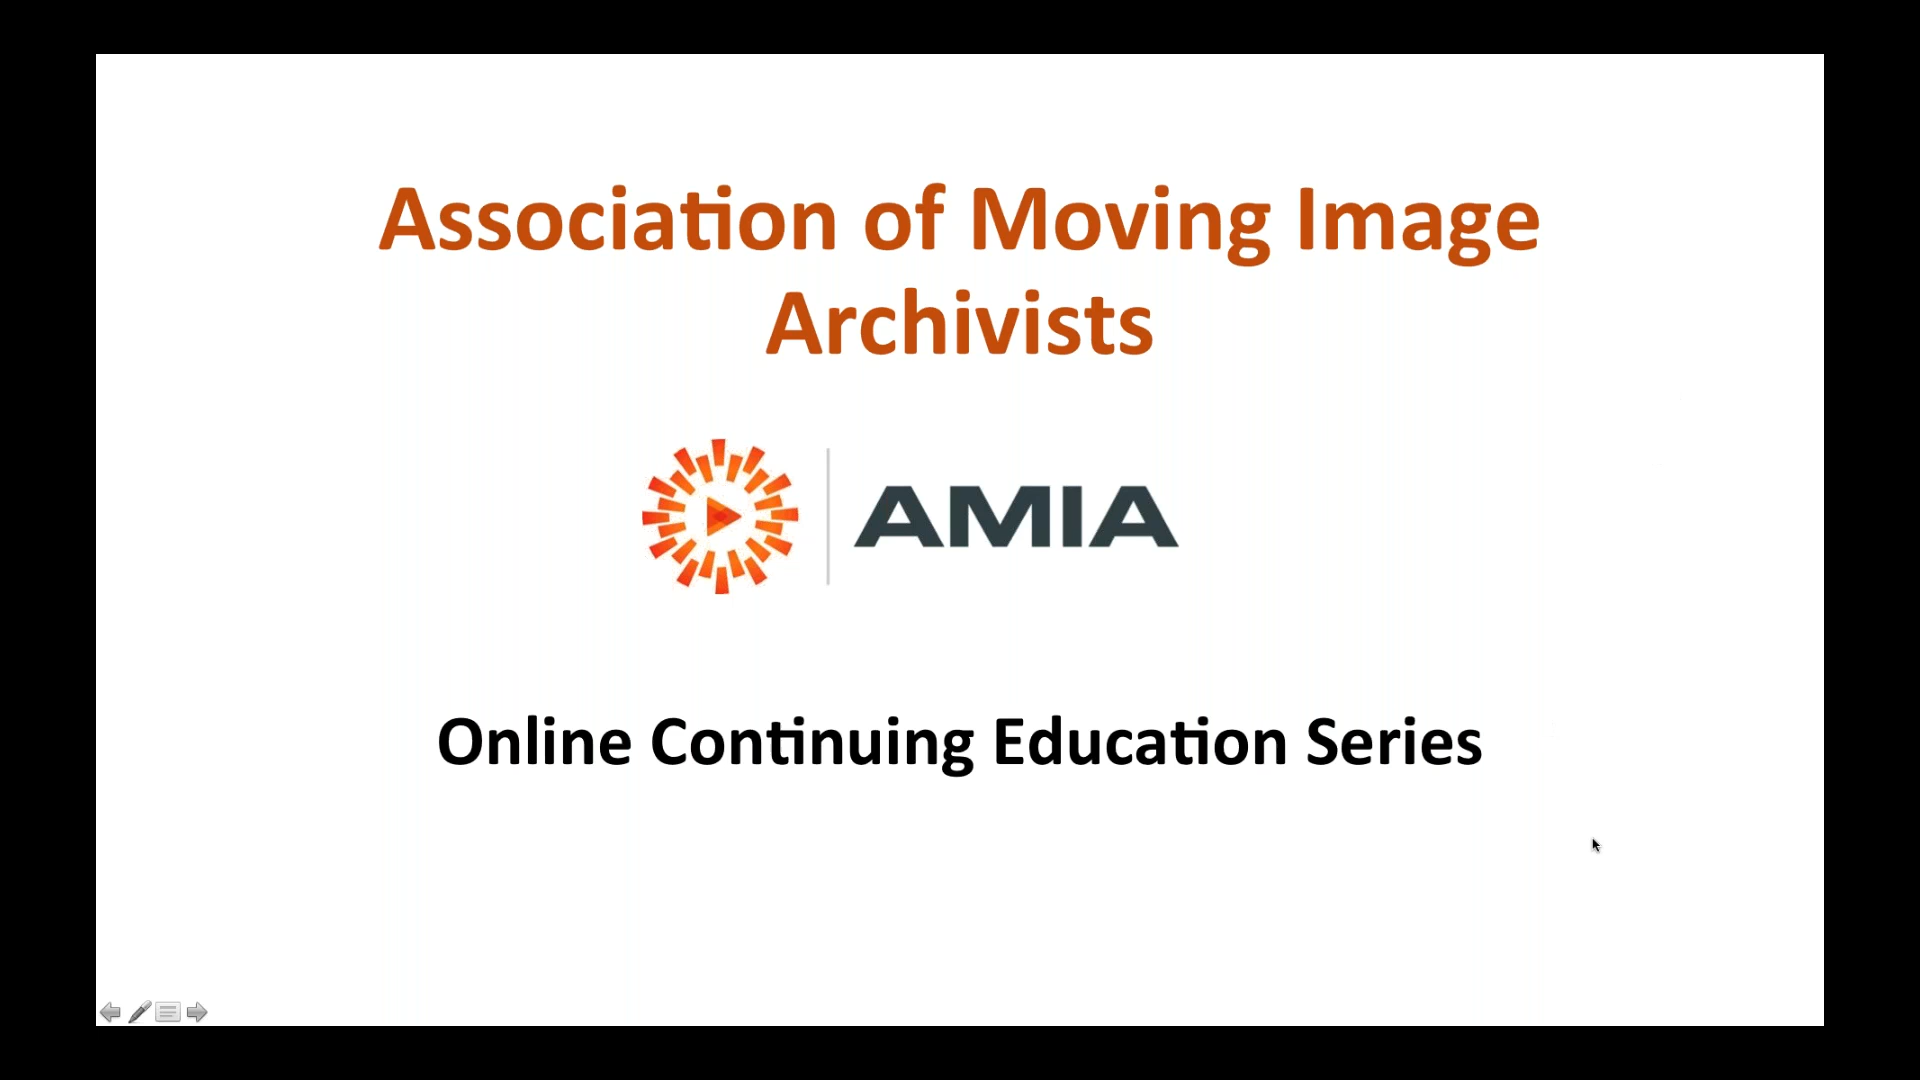 Association of Moving Image
Archivists
AMIA
Online Continuing Education Series